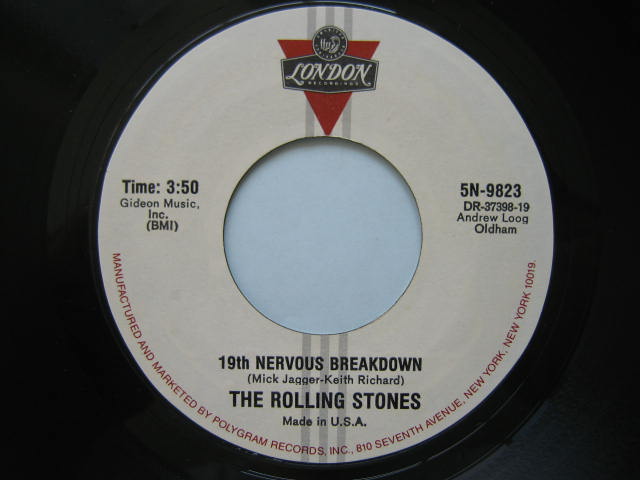 LONDON
RECORDINGS
Time: 3:50
Gideon Music,
Inc.
(BMI)
5N-9823
DR-37398-19
Andrew Loog
Oldham
19th NERVOUS BREAKDOWN
(Mick Jagger-Keith Richard)
THE ROLLING STONES
Made in U.S.A.
MANUFACTURED AND MARKETED BY POLYGRAM RECORDS, INC., 810 SEVENTH AVENUE, NEW YORK, NEW YORK 10019.